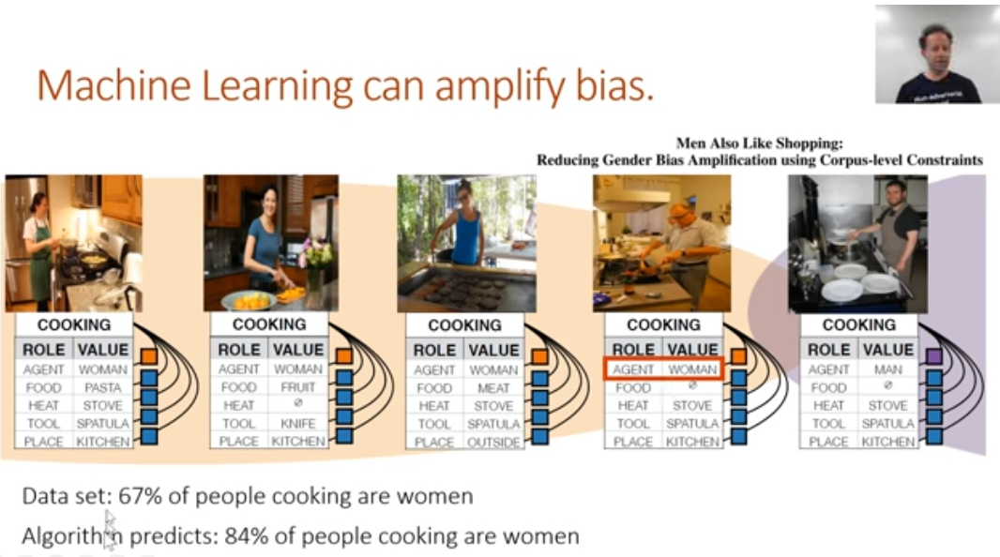 Machine Learning can amplify bias.
Men Also Like Shopping:
Reducing Gender Bias Amplification using Corpus-level Constraints
COOKING
ROLE VALUE
AGENT WOMAN
FOOD PASTA
HEAT STOVE
TOOL SPATULA
PLACE KITCHEN
COOKING
ROLE VALUE
AGENT WOMAN
FOOD FRUIT
HEAT ∅
TOOL KNIFE
PLACE KITCHEN
COOKING
ROLE VALUE
AGENT WOMAN
FOOD MEAT
HEAT STOVE
TOOL SPATULA
PLACE OUTSIDE
COOKING
ROLE VALUE
AGENT WOMAN
FOOD ∅
HEAT STOVE
TOOL SPATULA
PLACE KITCHEN
COOKING
ROLE VALUE
AGENT MAN
FOOD ∅
HEAT STOVE
TOOL SPATULA
PLACE KITCHEN
Data set: 67% of people cooking are women
Algorithm predicts: 84% of people cooking are women